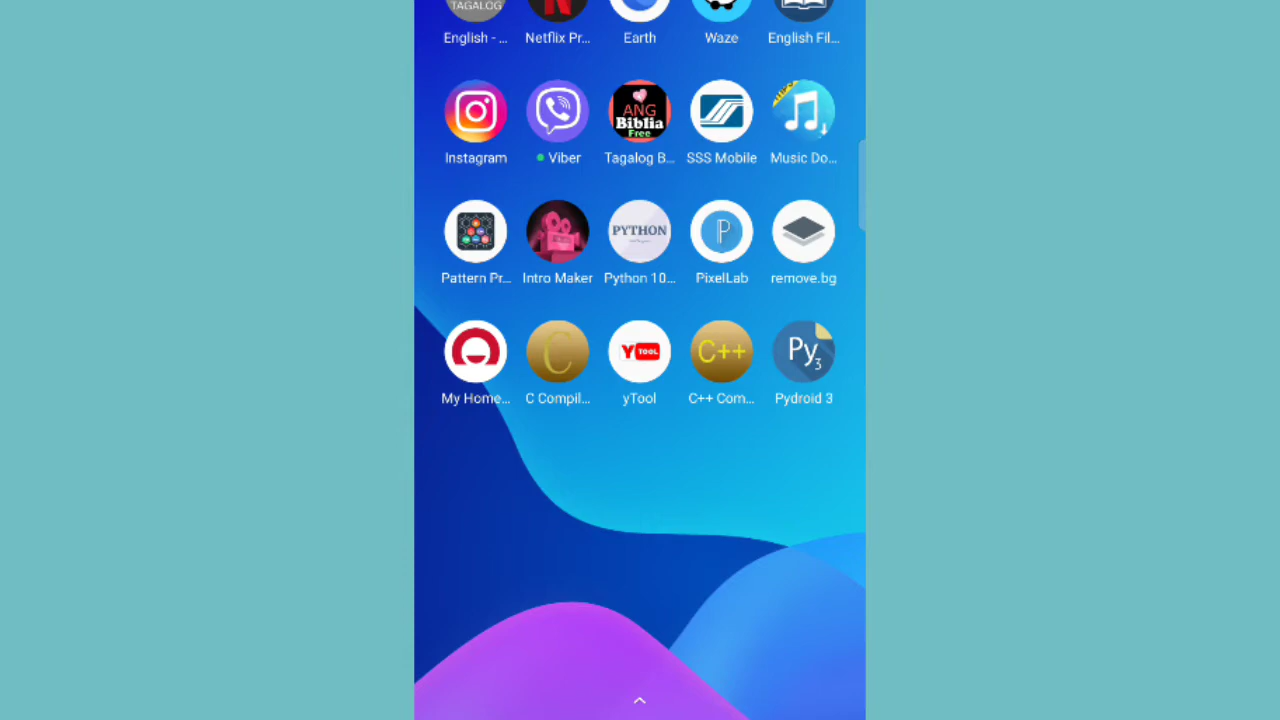 TAGALOG
English - ... Netflix Pr... Earth Waze English Fil...
ANG
Biblia
Free
Instagram Viber Tagalog B... SSS Mobile Music Do...
PYTHON
P
Pattern Pr... Intro Maker Python 10... PixelLab remove.bg
C Y TOOL C++ Py3
My Home... C Compil... yTool C++ Com... Pydroid 3